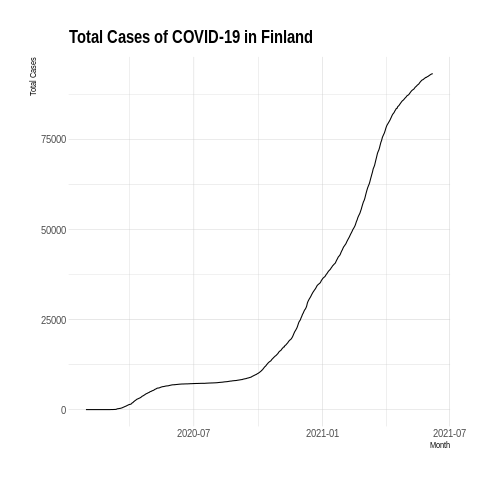 Total Cases of COVID-19 in Finland
Total Cases
75000
50000
25000
0
2020-07
2021-01
2021-07
Month